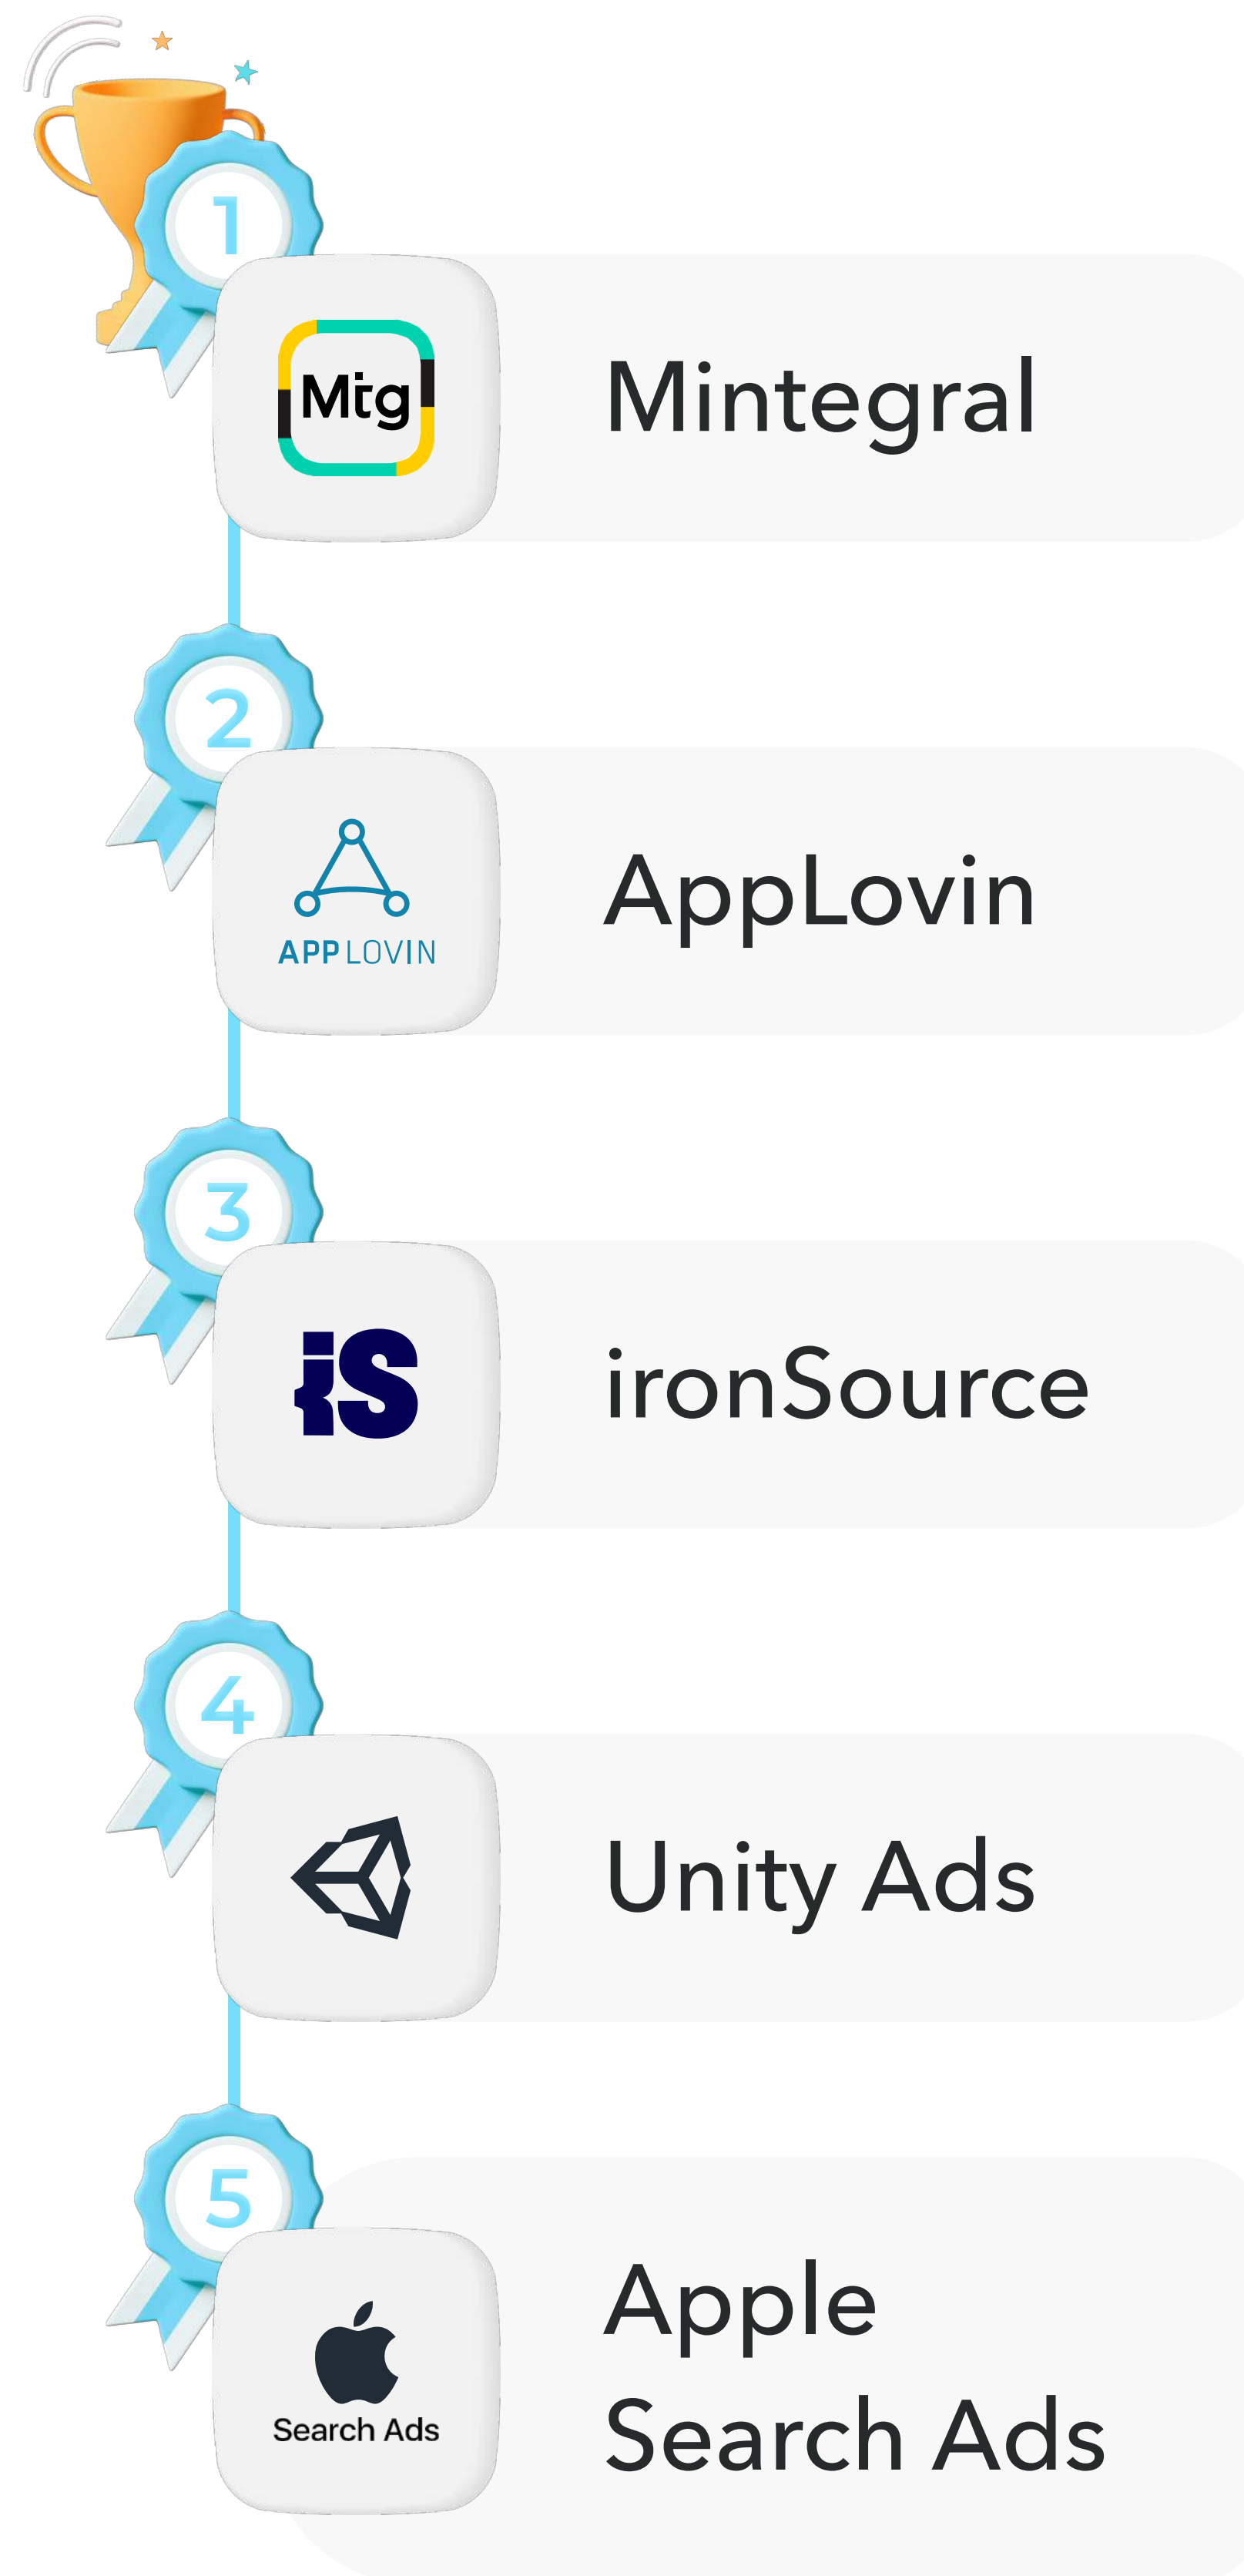 1
Mtg
Mintegral
2
APPLOVIN
AppLovin
3
iS
ironSource
4
Unity Ads
5
Search Ads
Apple
Search Ads